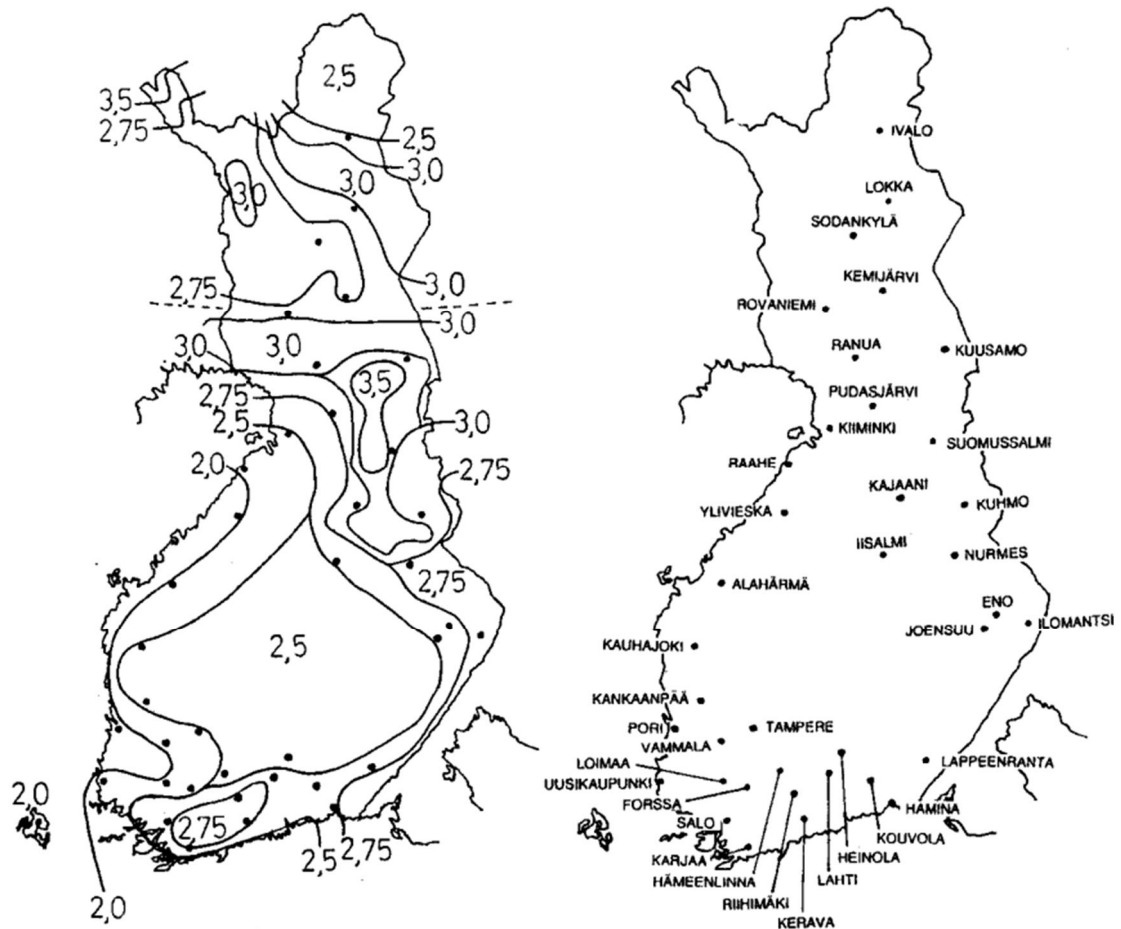 2,5
3,5
2,75
2,5
3,0
3,0
3,0
2,75
3,0
3,0
3,0
3,0
3,5
2,75
2,5
3,0
2,0
2,75
2,75
2,5
2,0
2,75
2,5
2,75
2,0
IVALO
LOKKA
SODANKYLÄ
KEMIJÄRVI
ROVANIEMI
RANUA
KUUSAMO
PUDASJÄRVI
KIIMINKI
SUOMUSSALMI
RAAHE
KAJAANI
YLIVIESKA
KUHMO
IISALMI
NURMES
ALAHÄRMÄ
ENO
JOENSUU
ILOMANTSI
KAUHAJOKI
KANKAANPÄÄ
PORI
TAMPERE
VAMMALA
LOIMAA
LAPPEENRANTA
UUSIKAUPUNKI
FORSSA
HAMINA
SALO
KOUVOLA
KARJAA
HEINOLA
HÄMEENLINNA
LAHTI
RIIHIMÄKI
KERAVA